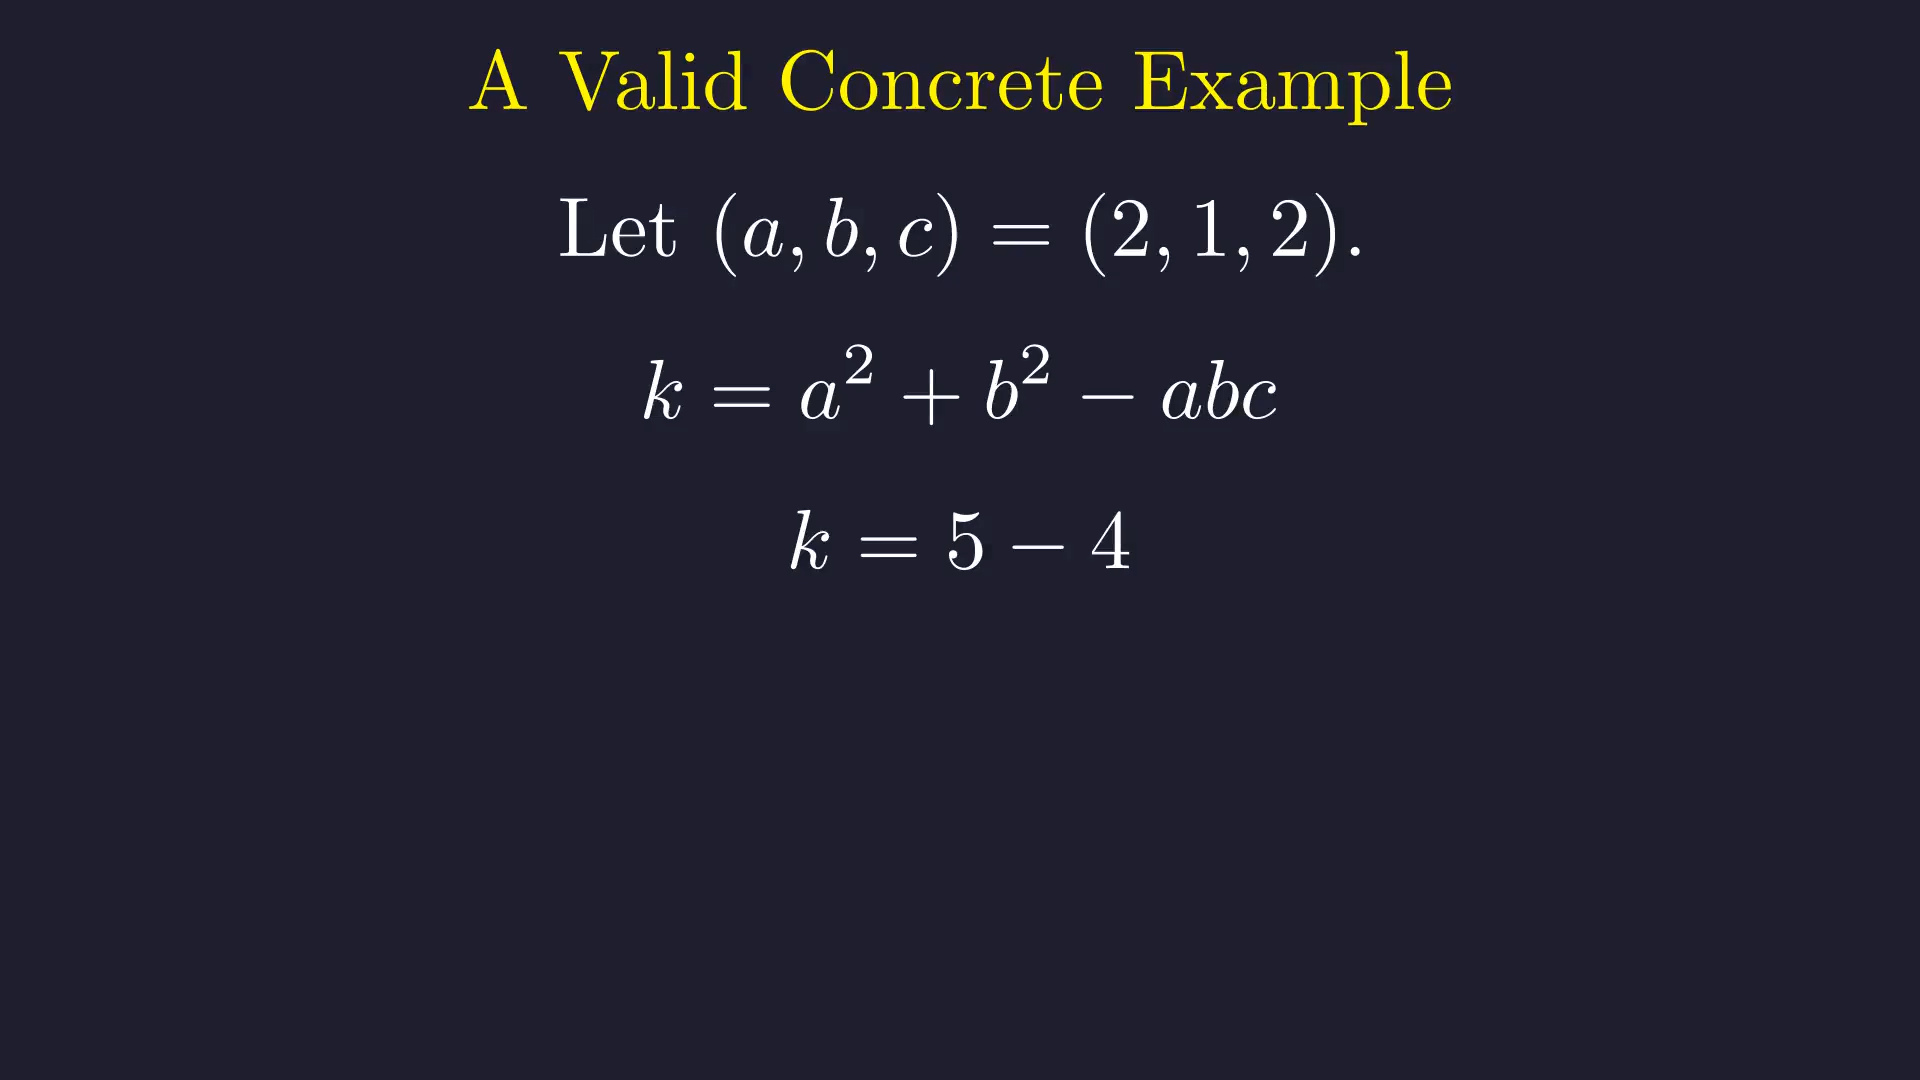 A Valid Concrete Example
Let (a, b, c) = (2, 1, 2).
k = a² + b² − abc
k = 5 − 4